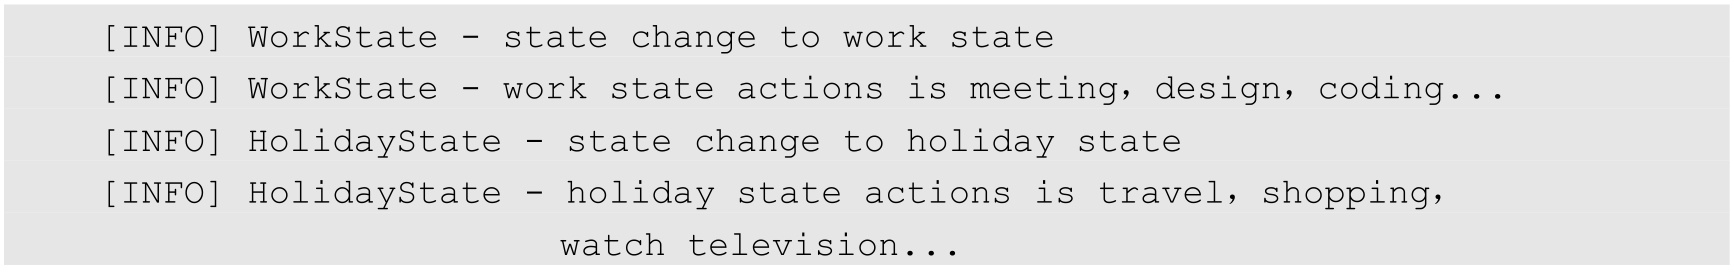 [INFO] WorkState - state change to work state
[INFO] WorkState - work state actions is meeting，design，coding...
[INFO] HolidayState - state change to holiday state
[INFO] HolidayState - holiday state actions is travel，shopping，
watch television...